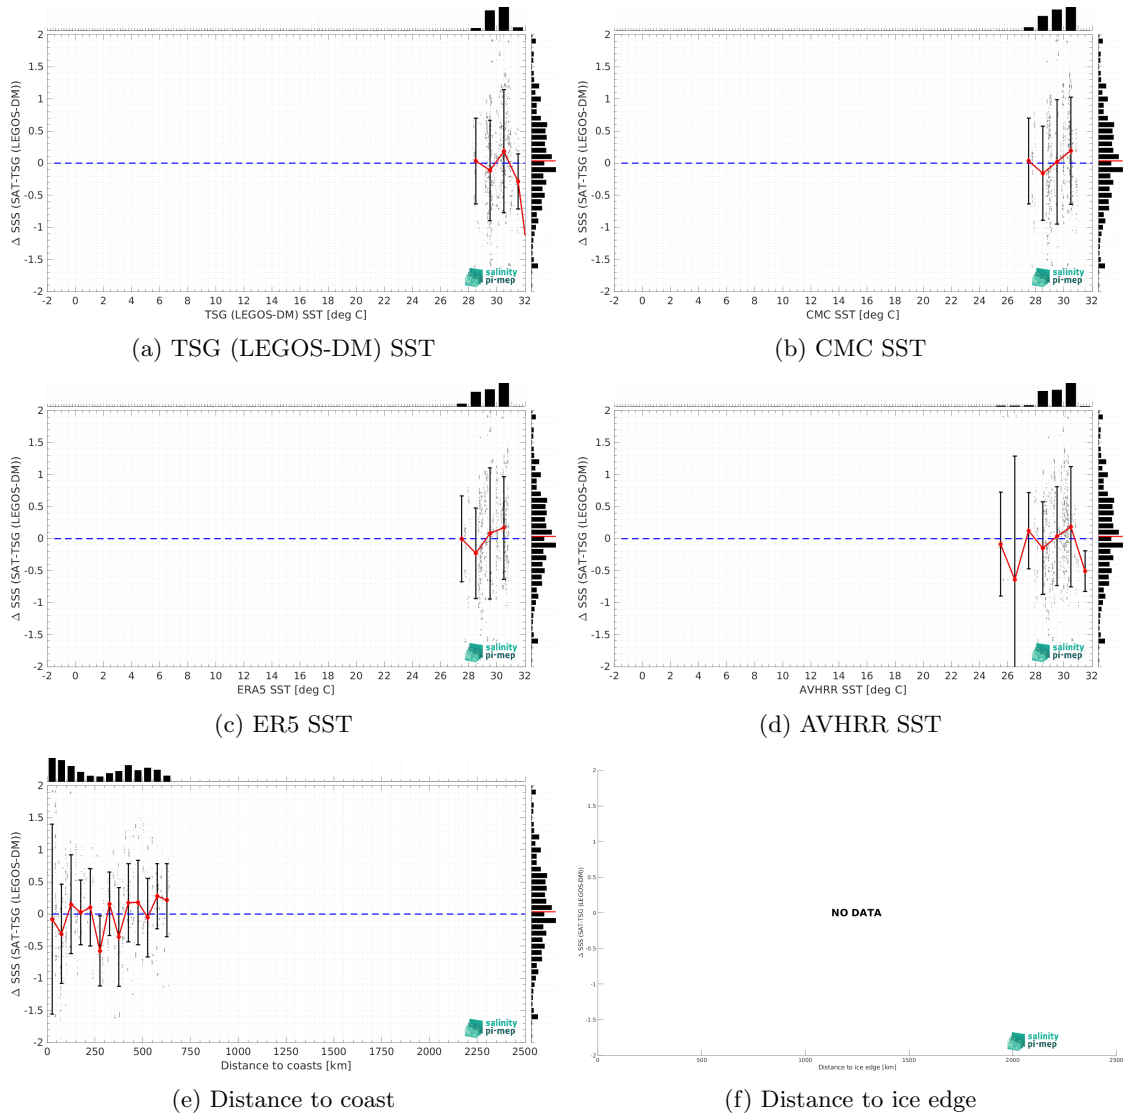 2
1.5
1
0.5
0
-0.5
-1
-1.5
-2
Δ SSS (SAT-TSG (LEGOS-DM))
-2 0 2 4 6 8 10 12 14 16 18 20 22 24 26 28 30 32
TSG (LEGOS-DM) SST [deg C]
salinity
pi-mep
(a) TSG (LEGOS-DM) SST
2
1.5
1
0.5
0
-0.5
-1
-1.5
-2
Δ SSS (SAT-TSG (LEGOS-DM))
-2 0 2 4 6 8 10 12 14 16 18 20 22 24 26 28 30 32
CMC SST [deg C]
salinity
pi-mep
(b) CMC SST
2
1.5
1
0.5
0
-0.5
-1
-1.5
-2
Δ SSS (SAT-TSG (LEGOS-DM))
-2 0 2 4 6 8 10 12 14 16 18 20 22 24 26 28 30 32
ERA5 SST [deg C]
salinity
pi-mep
(c) ER5 SST
2
1.5
1
0.5
0
-0.5
-1
-1.5
-2
Δ SSS (SAT-TSG (LEGOS-DM))
-2 0 2 4 6 8 10 12 14 16 18 20 22 24 26 28 30 32
AVHRR SST [deg C]
salinity
pi-mep
(d) AVHRR SST
2
1.5
1
0.5
0
-0.5
-1
-1.5
-2
Δ SSS (SAT-TSG (LEGOS-DM))
0 250 500 750 1000 1250 1500 1750 2000 2250 2500
Distance to coasts [km]
salinity
pi-mep
(e) Distance to coast
2
1.5
1
0.5
0
-0.5
-1
-1.5
-2
Δ SSS (SAT-TSG (LEGOS-DM))
NO DATA
0 500 1000 1500 2000 2500
Distance to ice edge [km]
salinity
pi-mep
(f) Distance to ice edge